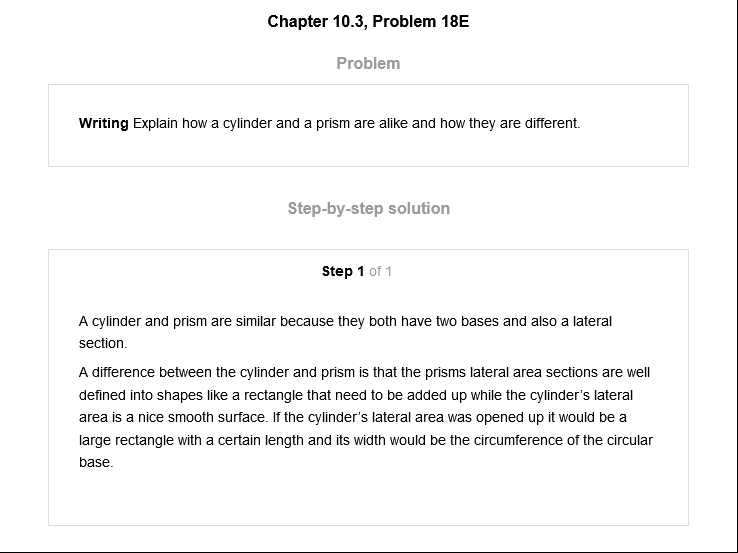 Chapter 10.3, Problem 18E
Problem
Writing Explain how a cylinder and a prism are alike and how they are different.
Step-by-step solution
Step 1 of 1
A cylinder and prism are similar because they both have two bases and also a lateral
section.
A difference between the cylinder and prism is that the prisms lateral area sections are well
defined into shapes like a rectangle that need to be added up while the cylinder's lateral
area is a nice smooth surface. If the cylinder's lateral area was opened up it would be a
large rectangle with a certain length and its width would be the circumference of the circular
base.